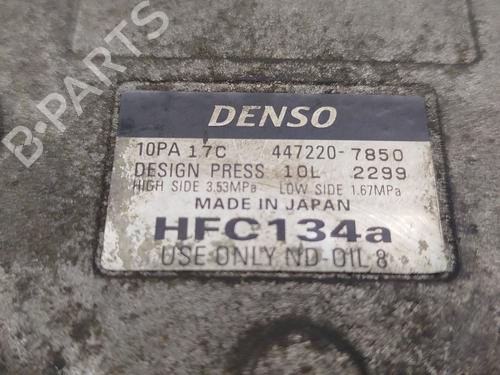 B-PARTS
DENSO
10PA 17C 447220-7850
DESIGN PRESS 10L 2299
HIGH SIDE 3.53MPa LOW SIDE 1.67MPa
MADE IN JAPAN
HFC134a
USE ONLY ND-OIL 8